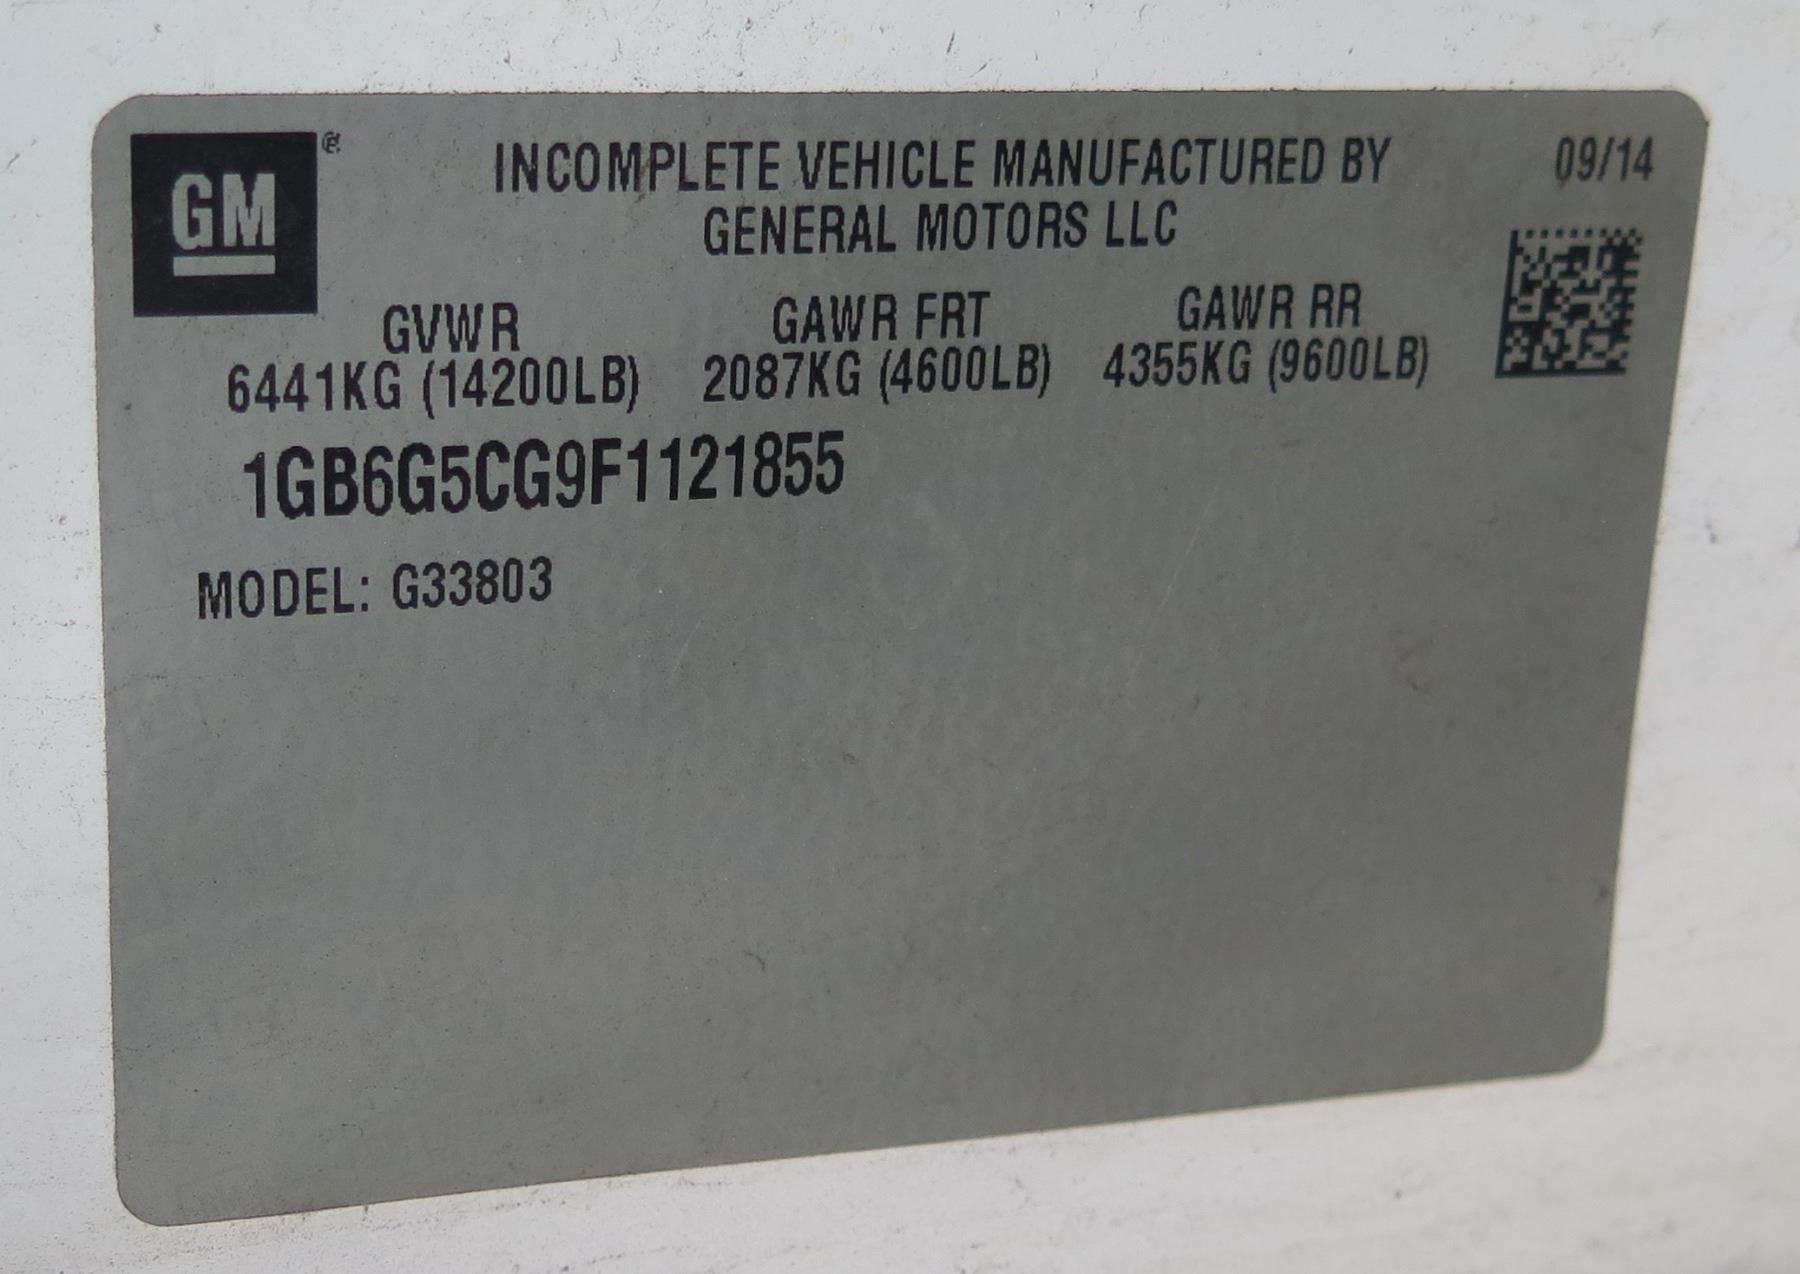 GM®
INCOMPLETE VEHICLE MANUFACTURED BY 09/14
GENERAL MOTORS LLC
GVWR GAWR FRT GAWR RR
6441KG (14200LB) 2087KG (4600LB) 4355KG (9600LB)
1GB6G5CG9F1121855
MODEL: G33803